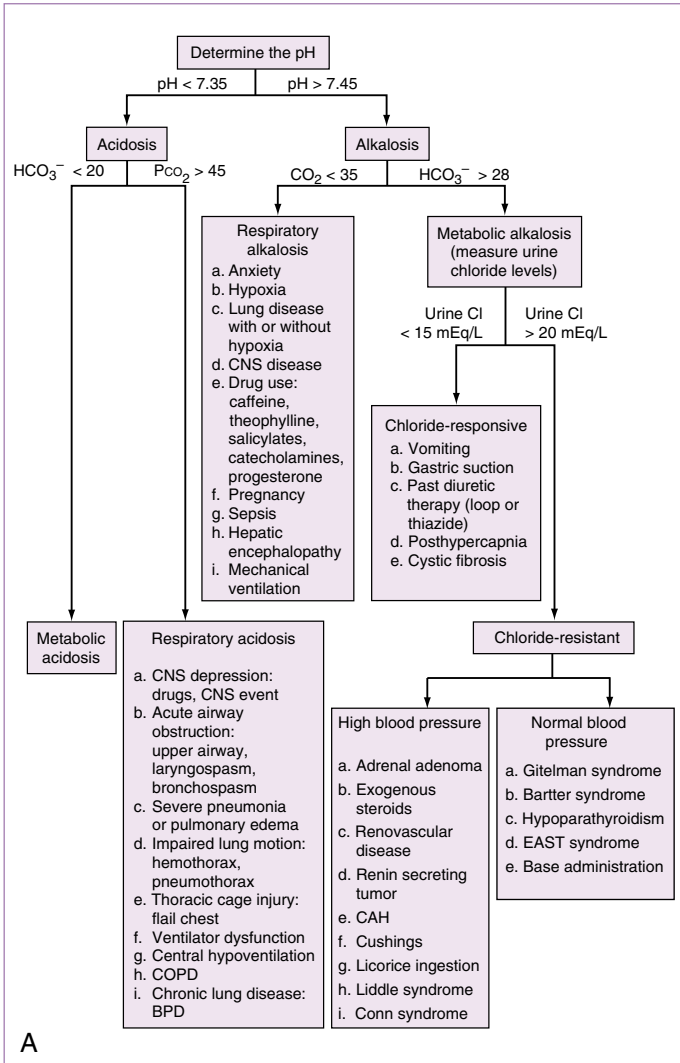 Determine the pH
pH < 7.35
pH > 7.45
Acidosis
Alkalosis
HCO3− < 20
PCO2 > 45
CO2 < 35
HCO3− > 28
Respiratory
alkalosis
a. Anxiety
b. Hypoxia
c. Lung disease
with or without
hypoxia
d. CNS disease
e. Drug use:
caffeine,
theophylline,
salicylates,
catecholamines,
progesterone
f. Pregnancy
g. Sepsis
h. Hepatic
encephalopathy
i. Mechanical
ventilation
Metabolic alkalosis
(measure urine
chloride levels)
Urine Cl
< 15 mEq/L
Urine Cl
> 20 mEq/L
Chloride-responsive
a. Vomiting
b. Gastric suction
c. Past diuretic
therapy (loop or
thiazide)
d. Posthypercapnia
e. Cystic fibrosis
Metabolic
acidosis
Respiratory acidosis
a. CNS depression:
drugs, CNS event
b. Acute airway
obstruction:
upper airway,
laryngospasm,
bronchospasm
c. Severe pneumonia
or pulmonary edema
d. Impaired lung motion:
hemothorax,
pneumothorax
e. Thoracic cage injury:
flail chest
f. Ventilator dysfunction
g. Central hypoventilation
h. COPD
i. Chronic lung disease:
BPD
Chloride-resistant
High blood pressure
a. Adrenal adenoma
b. Exogenous
steroids
c. Renovascular
disease
d. Renin secreting
tumor
e. CAH
f. Cushings
g. Licorice ingestion
h. Liddle syndrome
i. Conn syndrome
Normal blood
pressure
a. Gitelman syndrome
b. Bartter syndrome
c. Hypoparathyroidism
d. EAST syndrome
e. Base administration
A